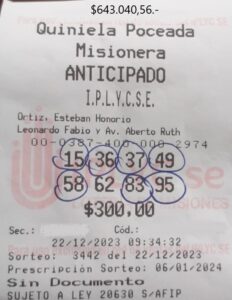 $643.040,56.-
Quiniela Poceada
Misionera
ANTICIPADO
I.P.L.Y.C.S.E.
Ortiz, Esteban Honorio
Leonardo Fabio y Av. Aberto Ruth
00-0387-400 000 2974
15 36 37 49
58 62 83 95
$300,00
Sec.: Cód.:
22/12/2023 09:34:32
Sorteo: 3442 del 22/12/2023
Prescripción Sorteo: 06/01/2024
Sin Documento
SUJETO A LEY 20630 S/AFIP